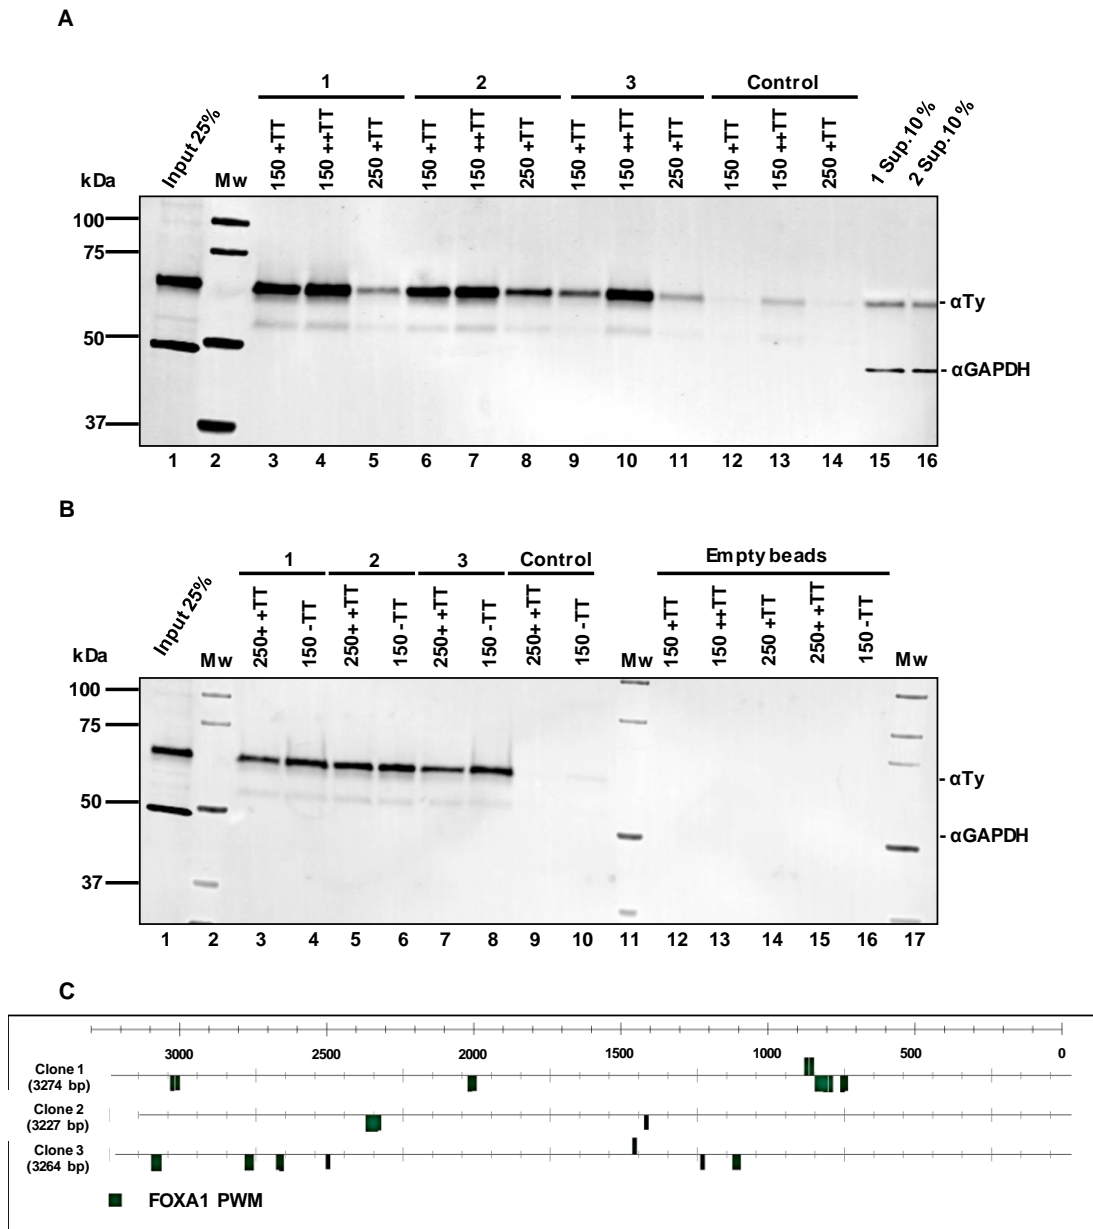 A
1 2 3 Control
Input 25% Mw 150 +TT 150 ++TT 250 +TT 150 +TT 150 ++TT 250 +TT 150 +TT 150 ++TT 250 +TT 150 +TT 150 ++TT 250 +TT 1 Sup. 10% 2 Sup. 10%
kDa
100
75
50
37
- αTy
- αGAPDH
1 2 3 4 5 6 7 8 9 10 11 12 13 14 15 16
B
1 2 3 Control Empty beads
Input 25% Mw 250+ +TT 150 -TT 250+ +TT 150 -TT 250+ +TT 150 -TT 250+ +TT 150 -TT Mw 150 +TT 150 ++TT 250 +TT 250+ +TT 150 -TT Mw
kDa
100
75
50
37
- αTy
- αGAPDH
1 2 3 4 5 6 7 8 9 10 11 12 13 14 15 16 17
C
3000 2500 2000 1500 1000 500 0
Clone 1
(3274 bp)
Clone 2
(3227 bp)
Clone 3
(3264 bp)
FOXA1 PWM